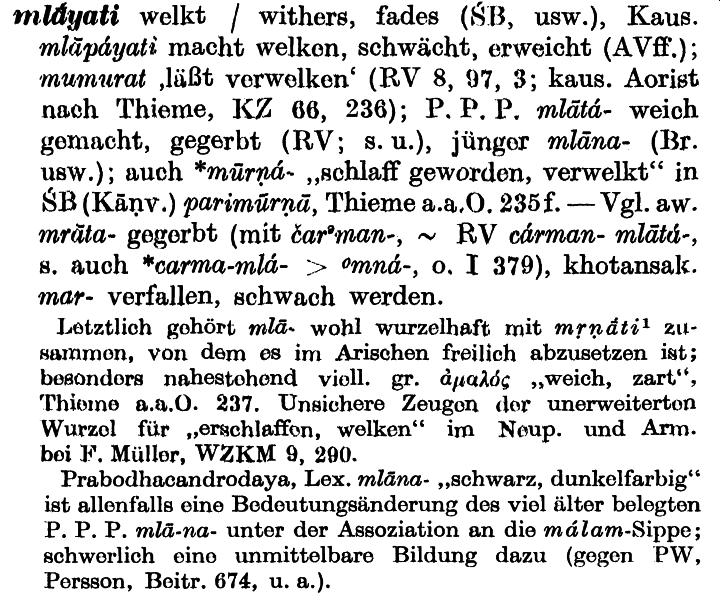 mlā́yati welkt / withers, fades (ŚB, usw.), Kaus.
mlāpáyati macht welken, schwächt, erweicht (AVff.);
mumurat ‚läßt verwelken‘ (RV 8, 97, 3; kaus. Aorist
nach Thieme, KZ 66, 236); P. P. P. mlātá- weich
gemacht, gegerbt (RV; s. u.), jünger mlāna- (Br.
usw.); auch *mūrṇá- „schlaff geworden, verwelkt“ in
ŚB (Kāṇv.) parimūrṇā, Thieme a.a.O. 235f. — Vgl. aw.
mrāta- gegerbt (mit čarᵊman-, ~ RV cárman- mlātá-,
s. auch *carma-mlá- > ⁰mná-, o. I 379), khotansak.
mar- verfallen, schwach werden.
Letztlich gehört mlā- wohl wurzelhaft mit mṛṇā́ti¹ zu-
sammen, von dem es im Arischen freilich abzusetzen ist;
besonders nahestehend viell. gr. ἀμαλός „weich, zart“,
Thieme a.a.O. 237. Unsichere Zeugen der unerweiterten
Wurzel für „erschlaffen, welken“ im Neup. und Arm.
bei F. Müller, WZKM 9, 290.
Prabodhacandrodaya, Lex. mlāna- „schwarz, dunkelfarbig“
ist allenfalls eine Bedeutungsänderung des viel älter belegten
P. P. P. mlā-na- unter der Assoziation an die málam-Sippe;
schwerlich eine unmittelbare Bildung dazu (gegen PW,
Persson, Beitr. 674, u. a.).